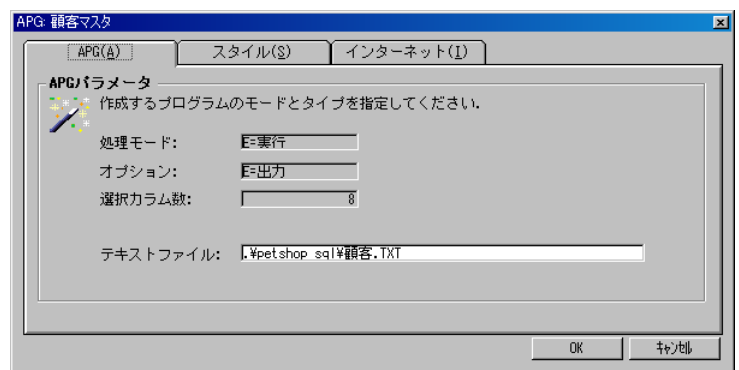 APG: 顧客マスタ
APG(A) スタイル(S) インターネット(I)
APGパラメータ
作成するプログラムのモードとタイプを指定してください.
処理モード: E=実行
オプション: E=出力
選択カラム数: 8
テキストファイル: .¥petshop sql¥顧客.TXT
OK キャンセル